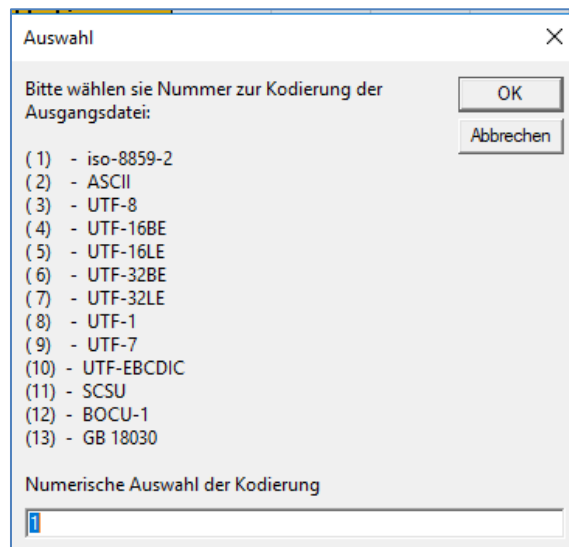 Auswahl
Bitte wählen sie Nummer zur Kodierung der
Ausgangsdatei:
OK
Abbrechen
( 1) - iso-8859-2
( 2) - ASCII
( 3) - UTF-8
( 4) - UTF-16BE
( 5) - UTF-16LE
( 6) - UTF-32BE
( 7) - UTF-32LE
( 8) - UTF-1
( 9) - UTF-7
(10) - UTF-EBCDIC
(11) - SCSU
(12) - BOCU-1
(13) - GB 18030
Numerische Auswahl der Kodierung
1